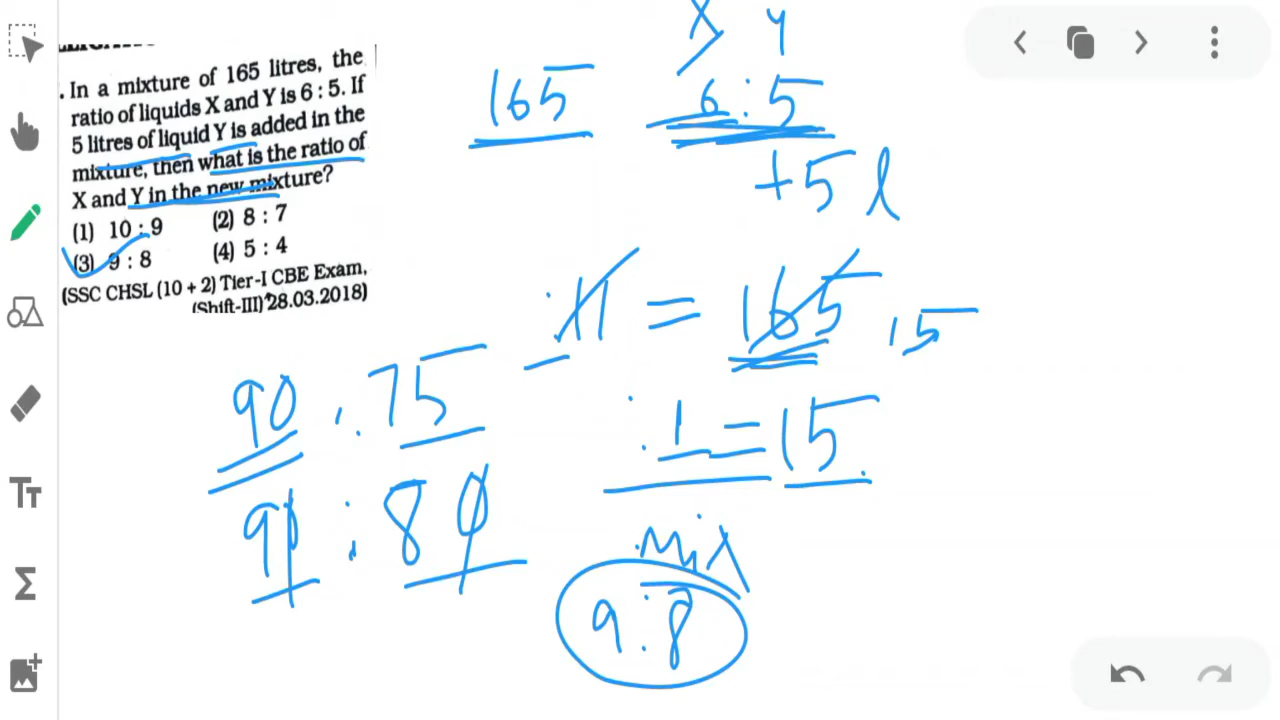 . In a mixture of 165 litres, the
ratio of liquids X and Y is 6 : 5. If
5 litres of liquid Y is added in the
mixture, then what is the ratio of
X and Y in the new mixture?
(1) 10 : 9 (2) 8 : 7
(3) 9 : 8 (4) 5 : 4
(SSC CHSL (10 + 2) Tier-I CBE Exam,
(Shift-III) 28.03.2018)
X Y
165 6 : 5
+5 l
11 = 165 15
90 : 75
1 = 15
90 : 80
mix
9 : 8
Tт
Σ